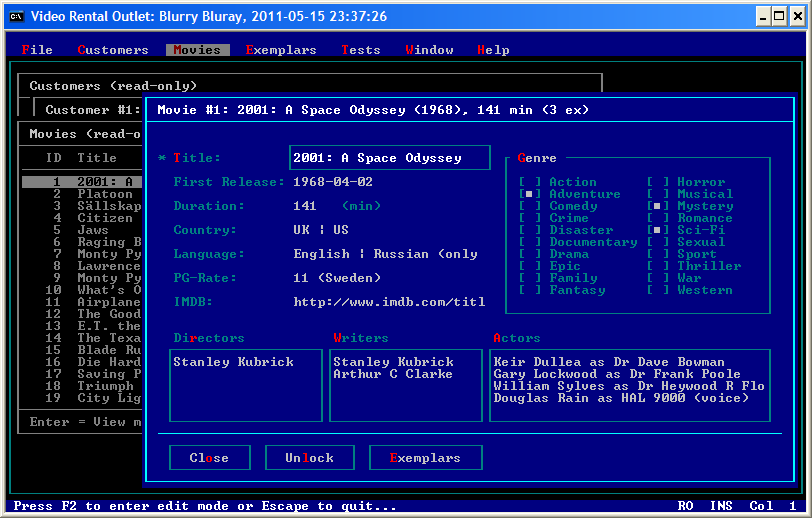 Video Rental Outlet: Blurry Bluray, 2011-05-15 23:37:26
File Customers Movies Exemplars Tests Window Help
Customers (read-only)
Customer #1:
Movies (read-o
ID Title
1 2001: A
2 Platoon
3 Sällskap
4 Citizen
5 Jaws
6 Raging B
7 Monty Py
8 Lawrence
9 Monty Py
10 What's O
11 Airplane
12 The Good
13 E.T. the
14 The Texa
15 Blade Ru
16 Die Hard
17 Saving P
18 Triumph
19 City Lig
Enter = View m
Movie #1: 2001: A Space Odyssey (1968), 141 min (3 ex)
* Title: 2001: A Space Odyssey
First Release: 1968-04-02
Duration: 141 (min)
Country: UK ¦ US
Language: English ¦ Russian (only
PG-Rate: 11 (Sweden)
IMDB: http://www.imdb.com/titl
Genre
[ ] Action [ ] Horror
[■] Adventure [ ] Musical
[ ] Comedy [■] Mystery
[ ] Crime [ ] Romance
[ ] Disaster [■] Sci-Fi
[ ] Documentary [ ] Sexual
[ ] Drama [ ] Sport
[ ] Epic [ ] Thriller
[ ] Family [ ] War
[ ] Fantasy [ ] Western
Directors
Stanley Kubrick
Writers
Stanley Kubrick
Arthur C Clarke
Actors
Keir Dullea as Dr Dave Bowman
Gary Lockwood as Dr Frank Poole
William Sylves as Dr Heywood R Flo
Douglas Rain as HAL 9000 (voice)
Close Unlock Exemplars
Press F2 to enter edit mode or Escape to quit... RO INS Col 1